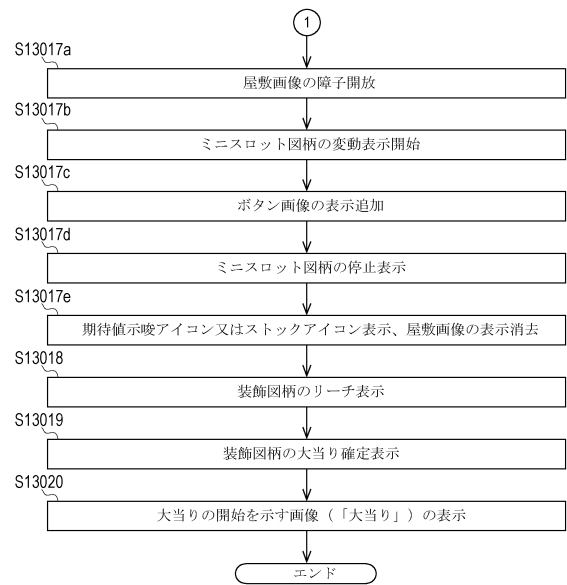 1
S13017a
屋敷画像の障子開放
S13017b
ミニスロット図柄の変動表示開始
S13017c
ボタン画像の表示追加
S13017d
ミニスロット図柄の停止表示
S13017e
期待値示唆アイコン又はストックアイコン表示、屋敷画像の表示消去
S13018
装飾図柄のリーチ表示
S13019
装飾図柄の大当り確定表示
S13020
大当りの開始を示す画像（「大当り」）の表示
エンド